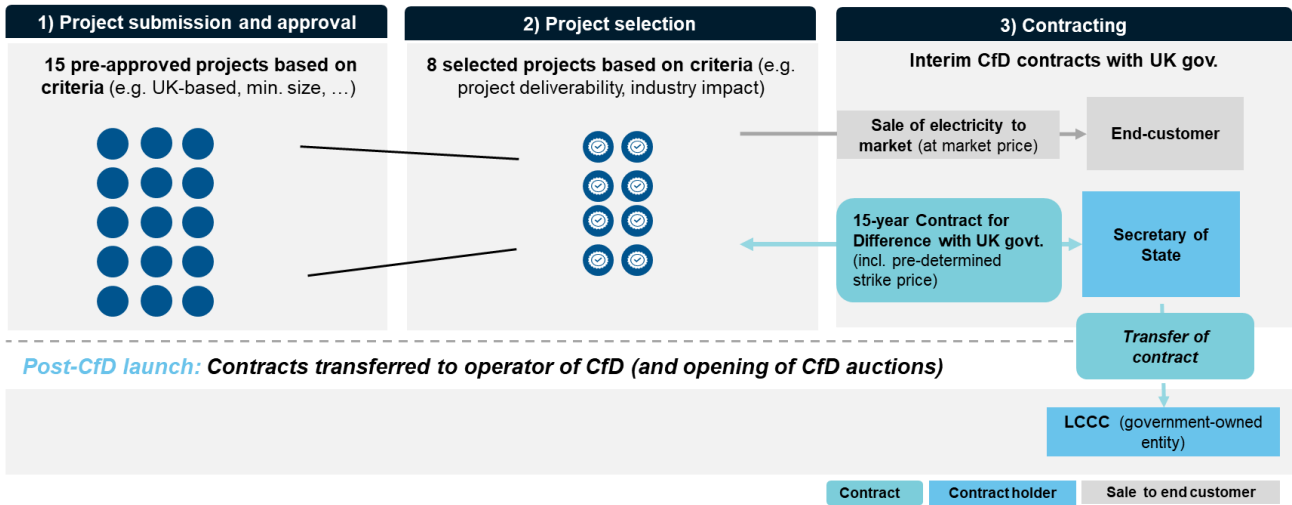 1) Project submission and approval
15 pre-approved projects based on
criteria (e.g. UK-based, min. size, …)
2) Project selection
8 selected projects based on criteria (e.g.
project deliverability, industry impact)
3) Contracting
Interim CfD contracts with UK gov.
Sale of electricity to
market (at market price)
End-customer
15-year Contract for
Difference with UK govt.
(incl. pre-determined
strike price)
Secretary of
State
Transfer of
contract
Post-CfD launch: Contracts transferred to operator of CfD (and opening of CfD auctions)
LCCC (government-owned
entity)
Contract
Contract holder
Sale to end customer